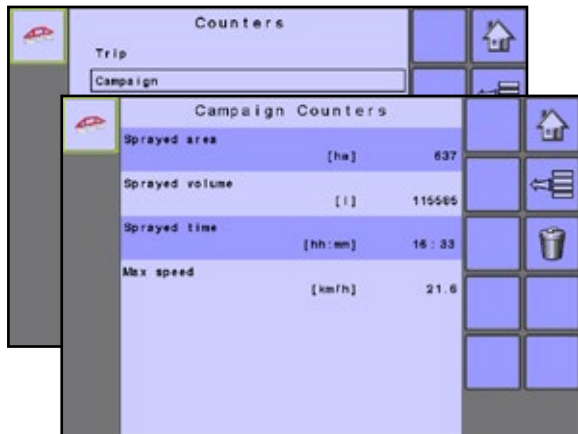 Counters
Trip
Campaign
Campaign Counters
Sprayed area
[ha] 637
Sprayed volume
[l] 115585
Sprayed time
[hh:mm] 16:33
Max speed
[km/h] 21.6